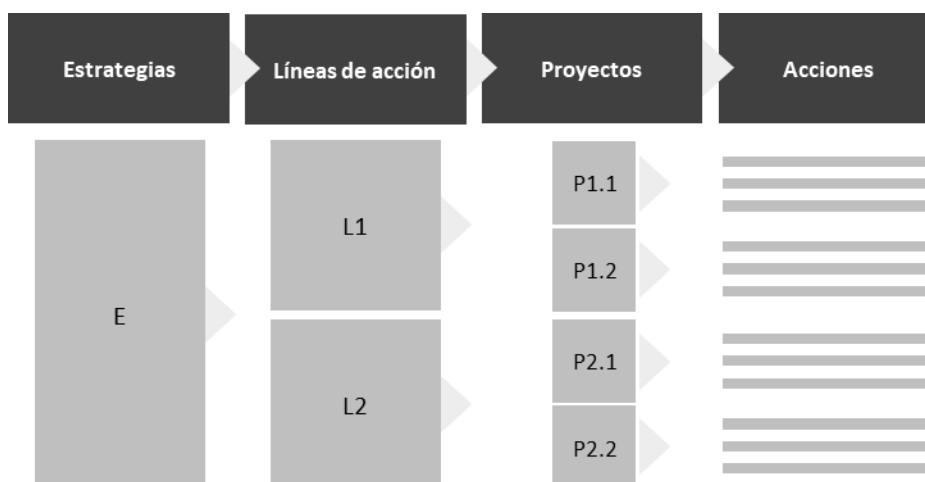 Estrategias
Líneas de acción
Proyectos
Acciones
E
L1
L2
P1.1
P1.2
P2.1
P2.2